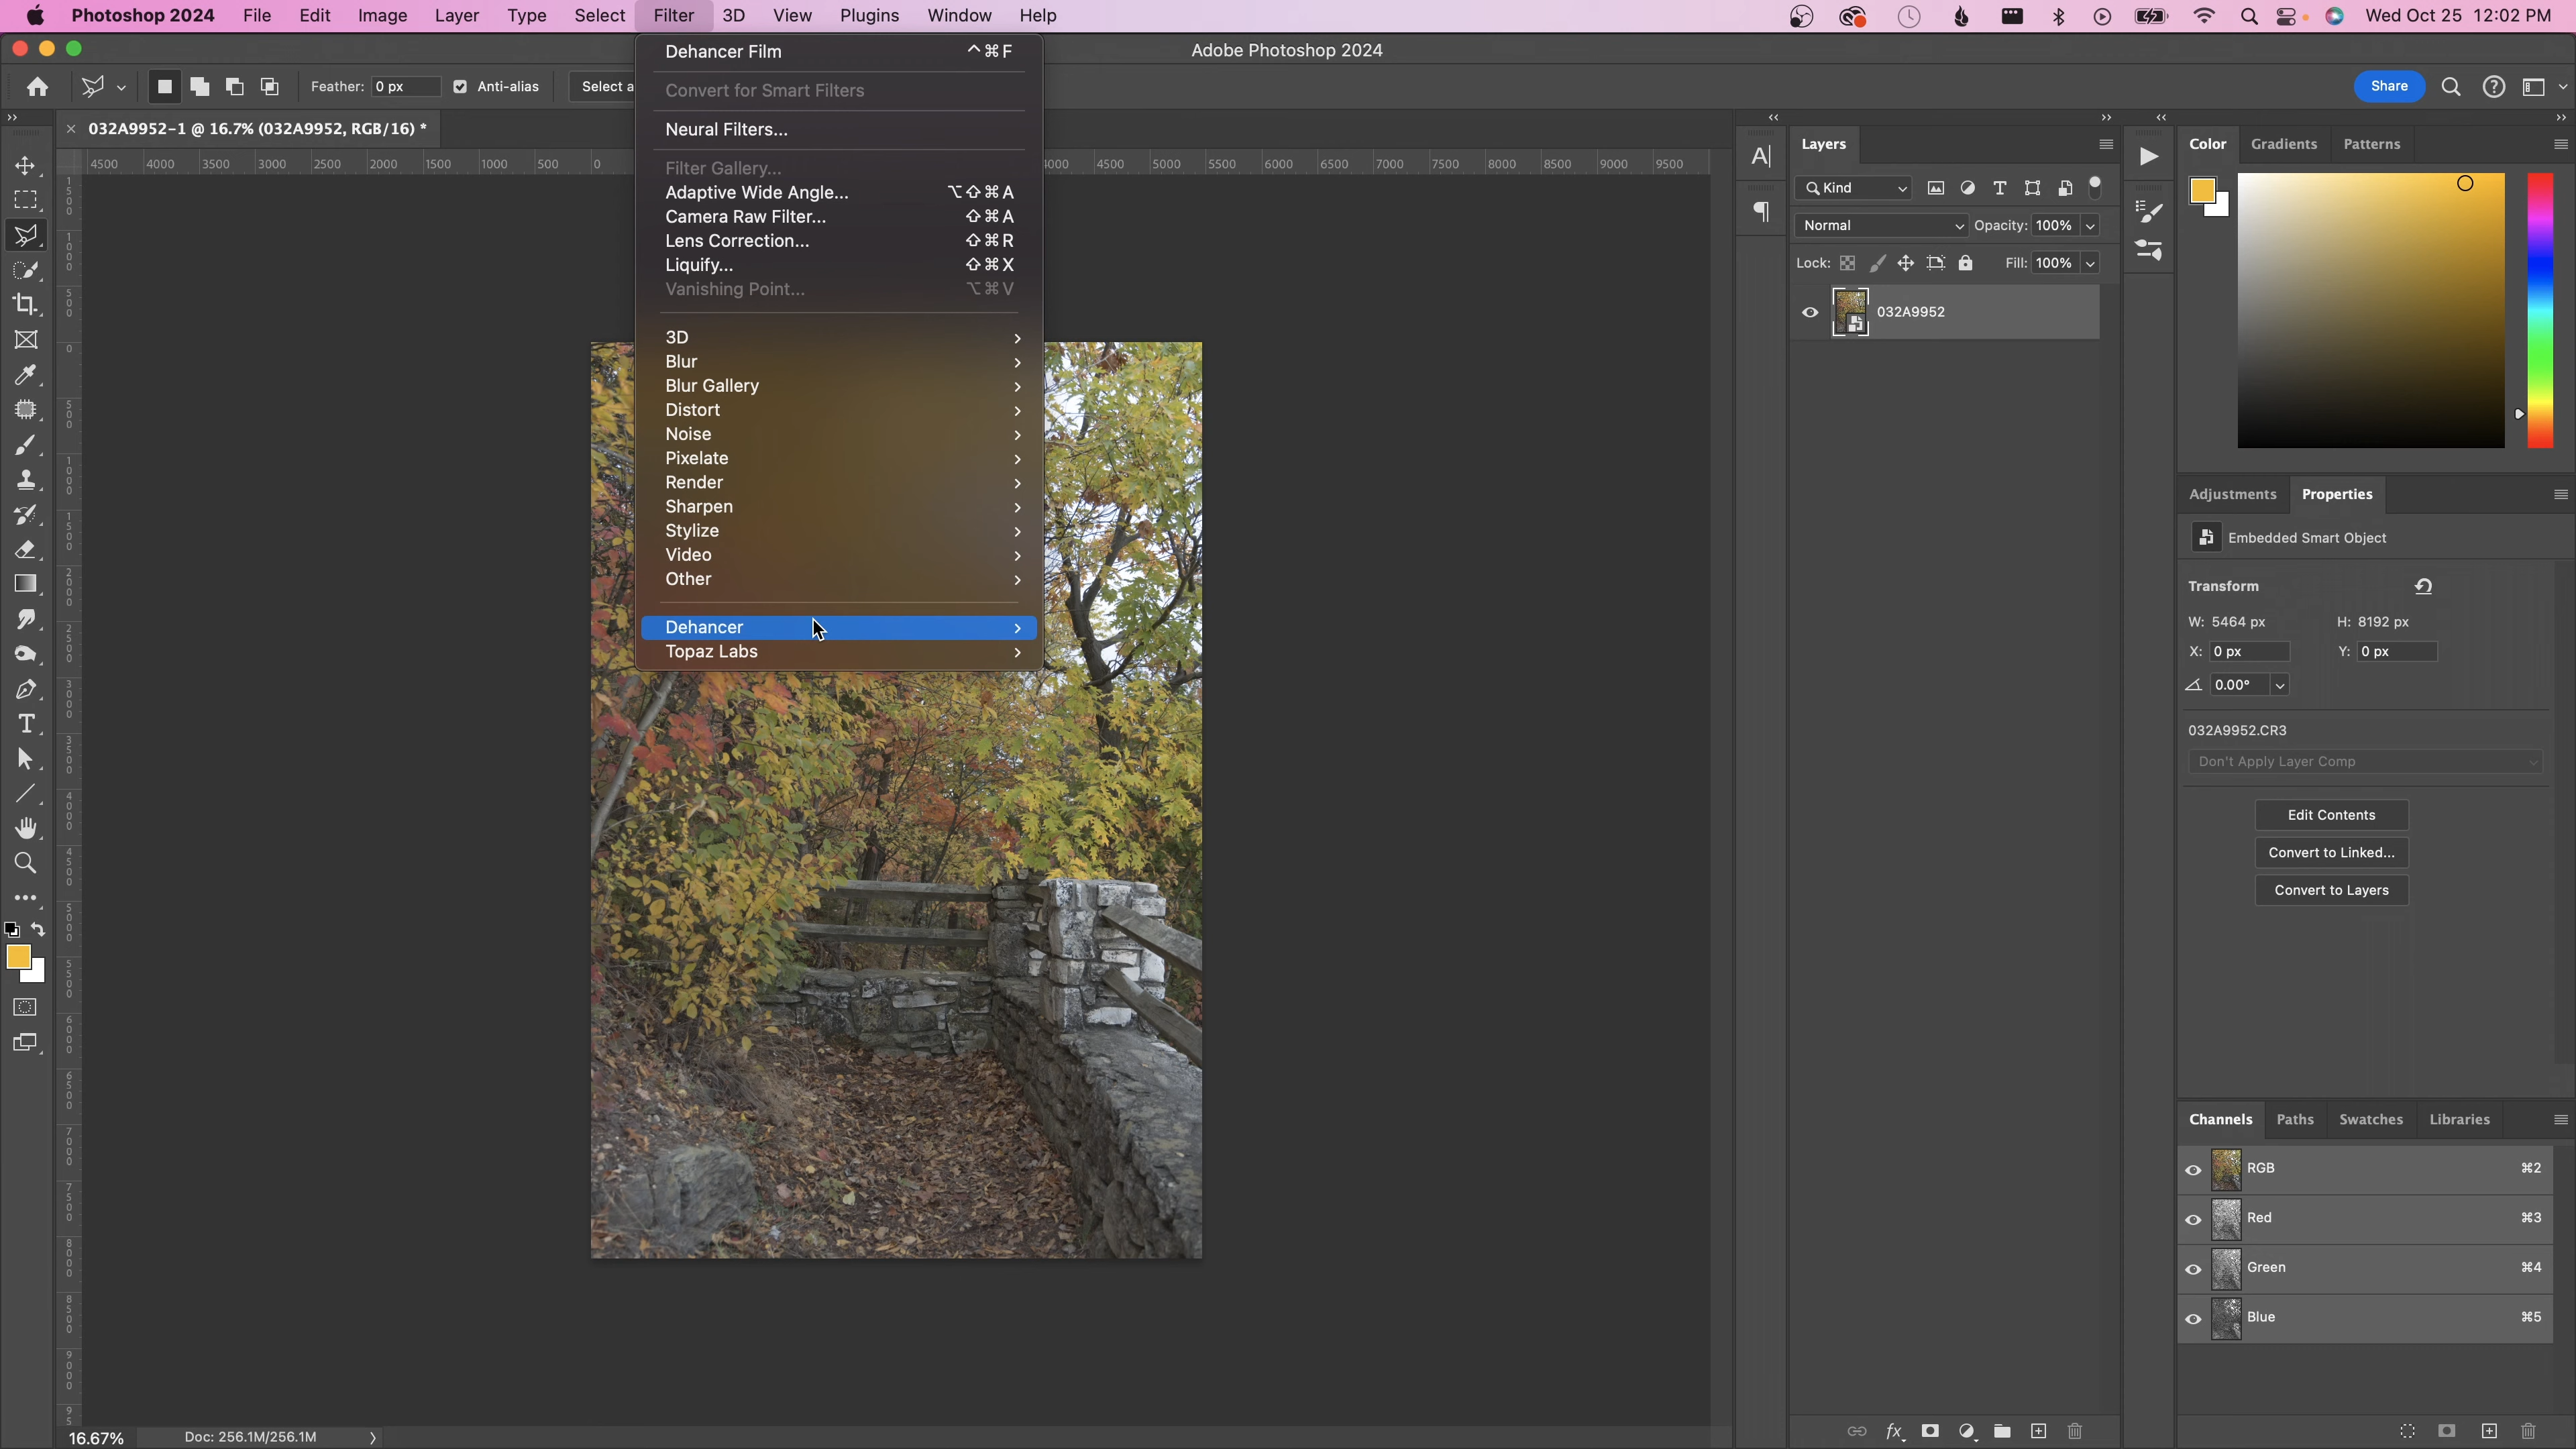 Photoshop 2024 File Edit Image Layer Type Select Filter 3D View Plugins Window Help Wed Oct 25 12:02 PM
Adobe Photoshop 2024
Feather: 0 px Anti-alias Select a Share
032A9952-1 @ 16.7% (032A9952, RGB/16) *
4500 4000 3500 3000 2500 2000 1500 1000 500 0 4000 4500 5000 5500 6000 6500 7000 7500 8000 8500 9000 9500
Dehancer Film ^⌘F
Convert for Smart Filters
Neural Filters...
Filter Gallery...
Adaptive Wide Angle... ⌥⇧⌘A
Camera Raw Filter... ⇧⌘A
Lens Correction... ⇧⌘R
Liquify... ⇧⌘X
Vanishing Point... ⌥⌘V
3D
Blur
Blur Gallery
Distort
Noise
Pixelate
Render
Sharpen
Stylize
Video
Other
Dehancer
Topaz Labs
Layers
Kind
Normal Opacity: 100%
Lock: Fill: 100%
032A9952
Color Gradients Patterns
Adjustments Properties
Embedded Smart Object
Transform
W: 5464 px H: 8192 px
X: 0 px Y: 0 px
0.00°
032A9952.CR3
Don't Apply Layer Comp
Edit Contents
Convert to Linked...
Convert to Layers
Channels Paths Swatches Libraries
RGB ⌘2
Red ⌘3
Green ⌘4
Blue ⌘5
16.67% Doc: 256.1M/256.1M